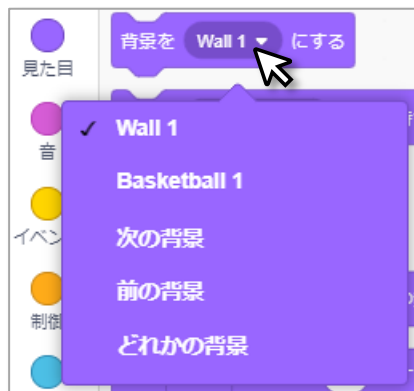 背景を Wall 1 にする
見た目
✓ Wall 1
音
Basketball 1
イベン
次の背景
前の背景
制御
どれかの背景